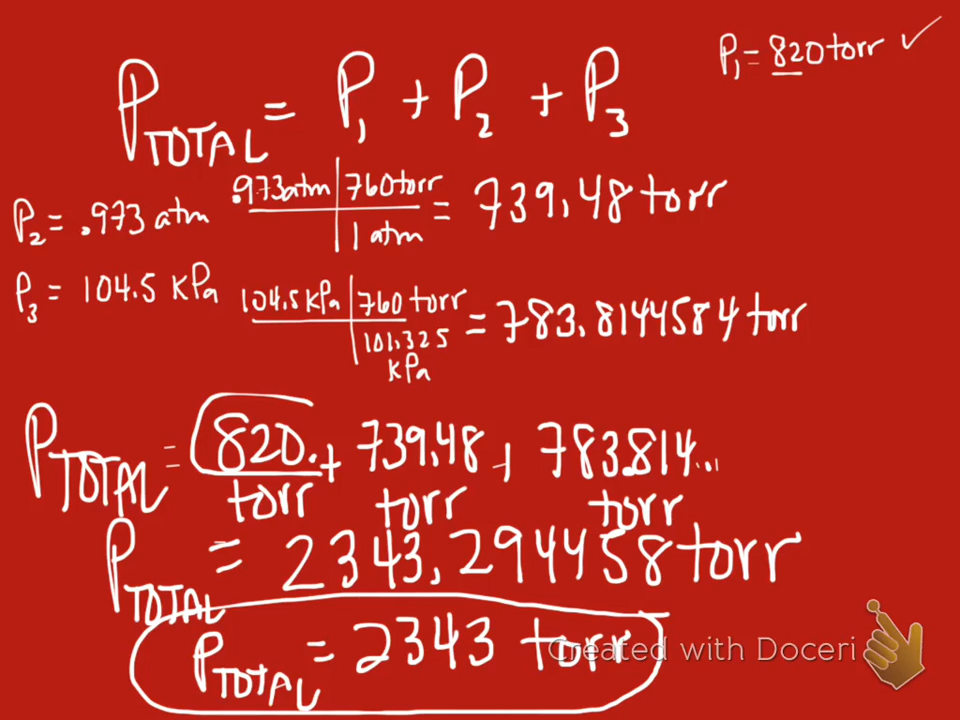 P1 = 820 torr ✓
PTOTAL = P1 + P2 + P3
P2 = .973 atm
.973 atm | 760 torr = 739.48 torr
1 atm
P3 = 104.5 kPa
104.5 kPa | 760 torr = 783.8144584 torr
101.325
kPa
PTOTAL = 820. + 739.48 + 783.814...
torr torr torr
PTOTAL = 2343.294458 torr
PTOTAL = 2343 torr
Created with Doceri